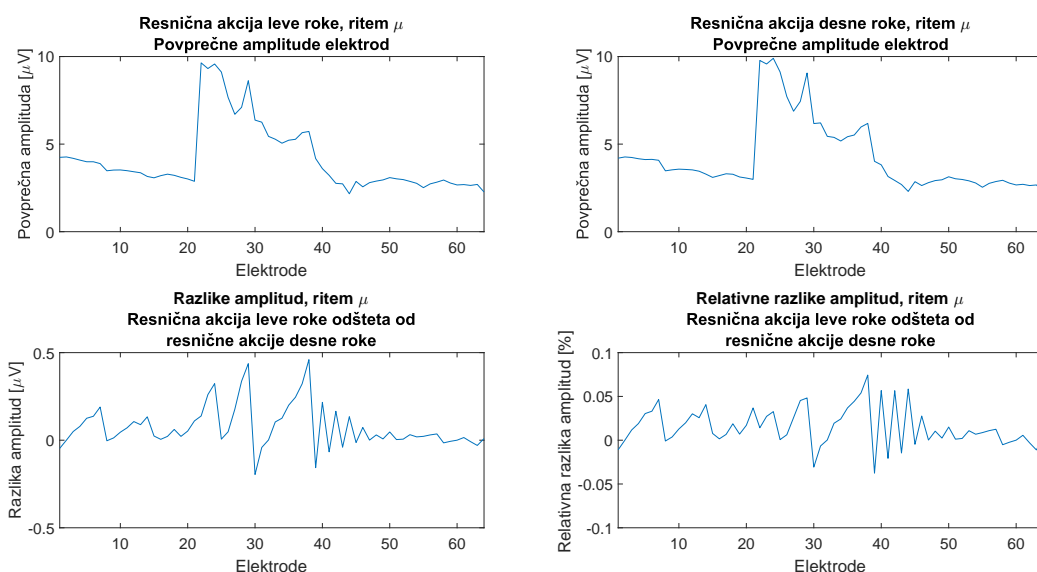 Resnična akcija leve roke, ritem μ
Povprečne amplitude elektrod
Povprečna amplituda [μV]
10
5
0
10 20 30 40 50 60
Elektrode
Resnična akcija desne roke, ritem μ
Povprečne amplitude elektrod
Povprečna amplituda [μV]
10
5
0
10 20 30 40 50 60
Elektrode
Razlike amplitud, ritem μ
Resnična akcija leve roke odšteta od
resnične akcije desne roke
Razlika amplitud [μV]
0.5
0
-0.5
10 20 30 40 50 60
Elektrode
Relativne razlike amplitud, ritem μ
Resnična akcija leve roke odšteta od
resnične akcije desne roke
Relativna razlika amplitud [%]
0.1
0.05
0
-0.05
-0.1
10 20 30 40 50 60
Elektrode